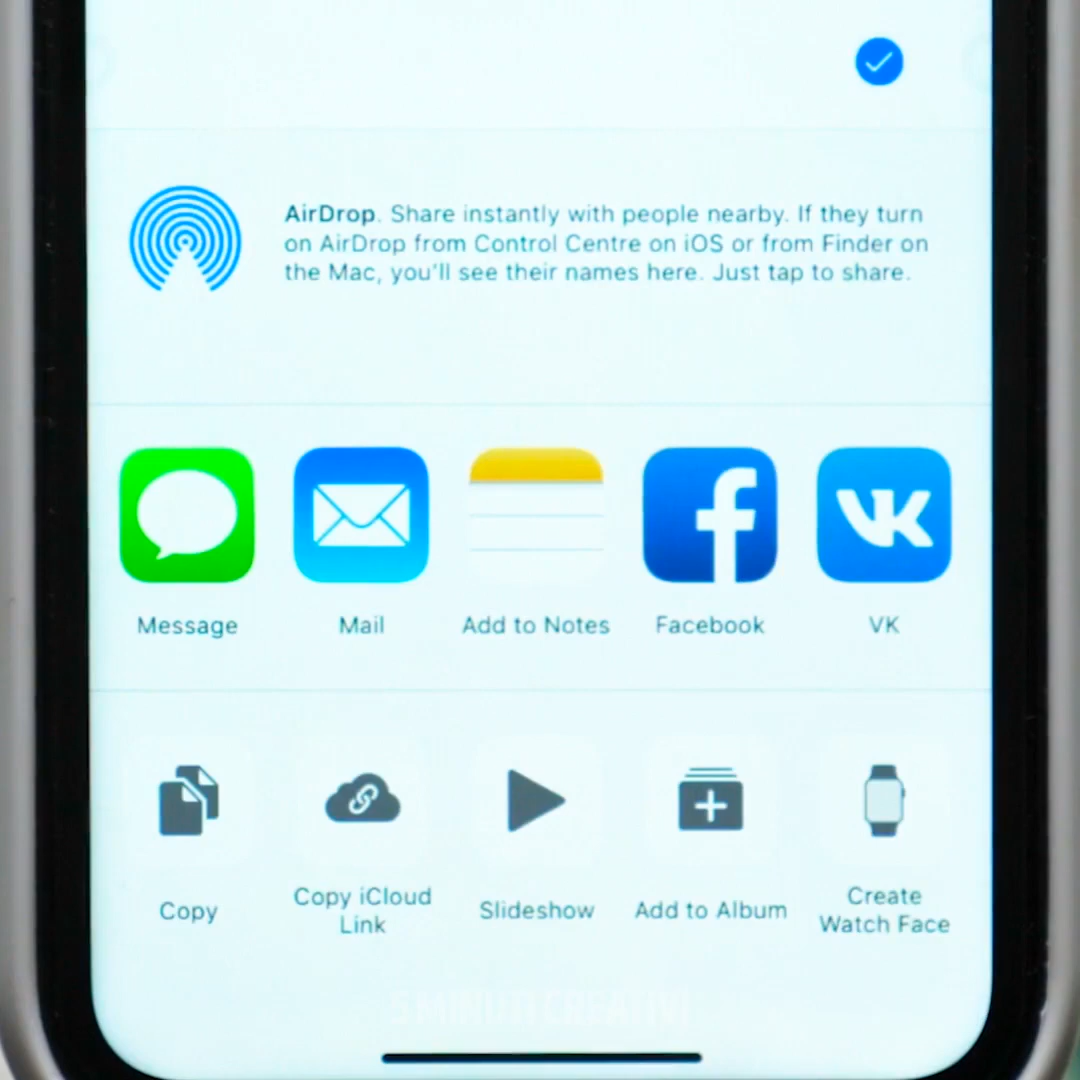 AirDrop. Share instantly with people nearby. If they turn
on AirDrop from Control Centre on iOS or from Finder on
the Mac, you'll see their names here. Just tap to share.
Message Mail Add to Notes Facebook VK
Copy Copy iCloud Link Slideshow Add to Album Create Watch Face